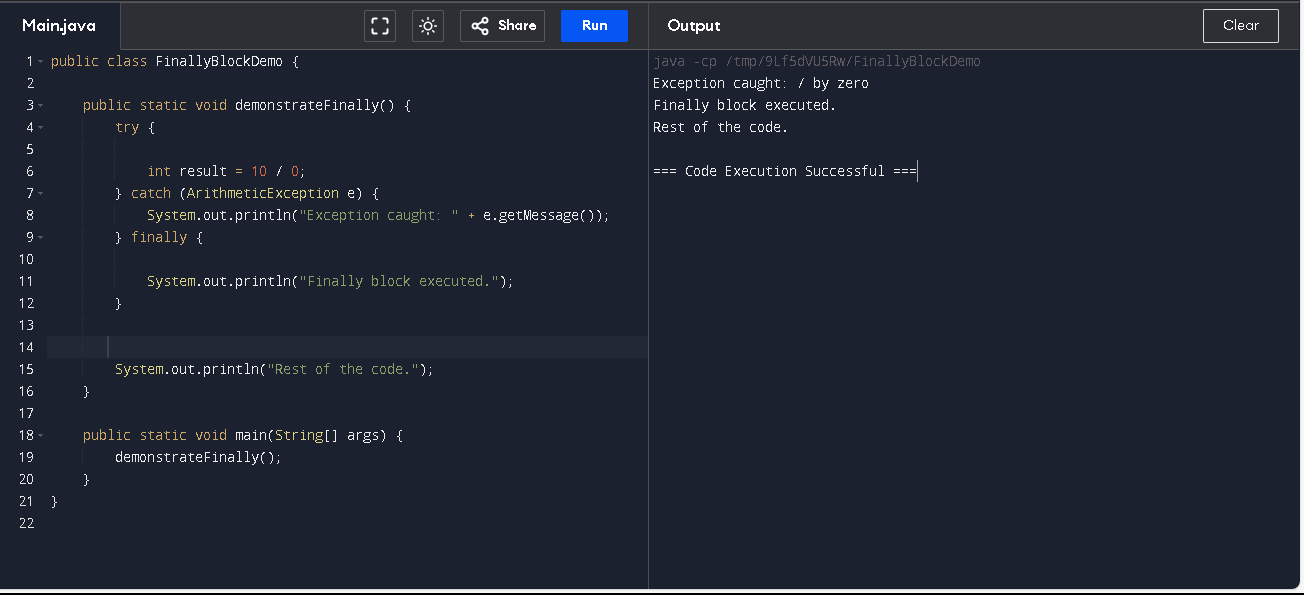 Main.java
Share
Run
Output
Clear
1 public class FinallyBlockDemo {
2
3 public static void demonstrateFinally() {
4 try {
5
6 int result = 10 / 0;
7 } catch (ArithmeticException e) {
8 System.out.println("Exception caught: " + e.getMessage());
9 } finally {
10
11 System.out.println("Finally block executed.");
12 }
13
14
15 System.out.println("Rest of the code.");
16 }
17
18 public static void main(String[] args) {
19 demonstrateFinally();
20 }
21 }
22
java -cp /tmp/9Lf5dVU5Rw/FinallyBlockDemo
Exception caught: / by zero
Finally block executed.
Rest of the code.
=== Code Execution Successful ===